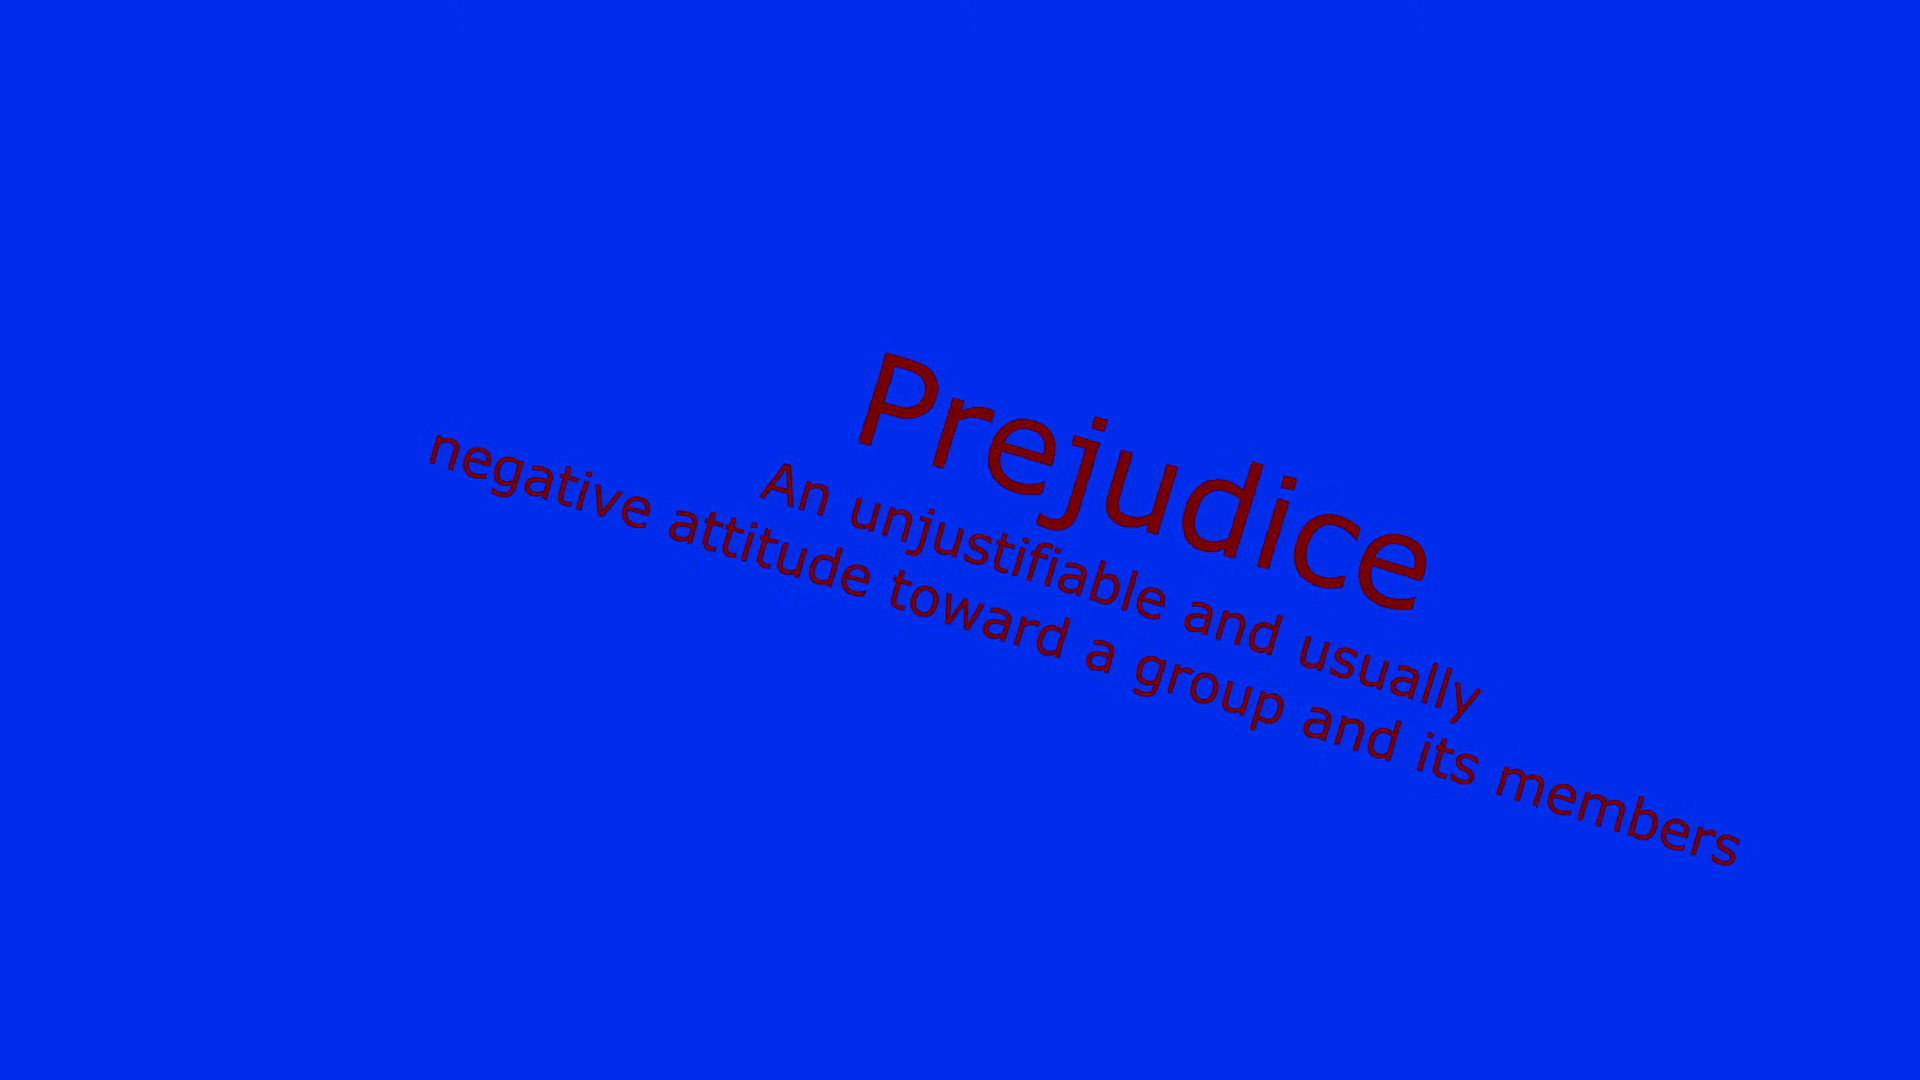 Prejudice
An unjustifiable and usually
negative attitude toward a group and its members